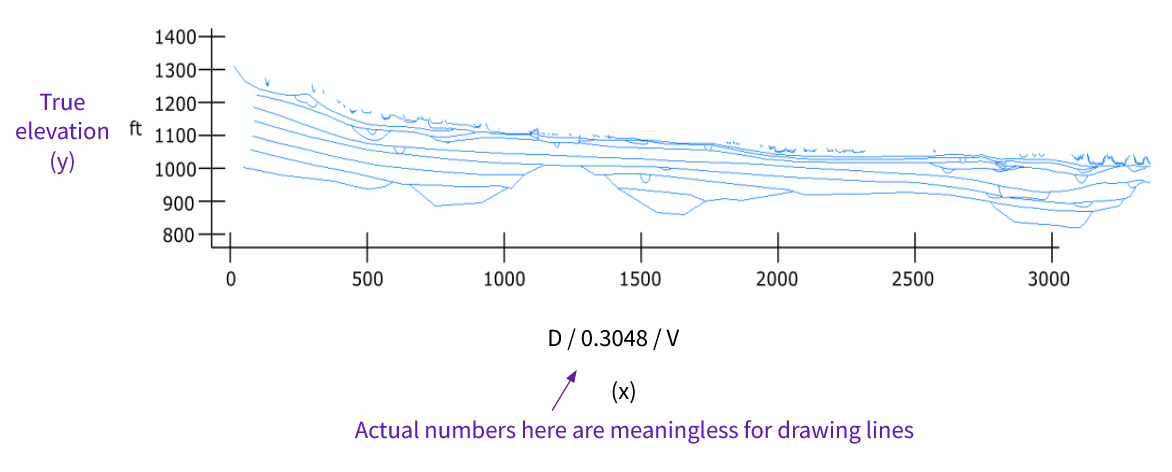 1400
1300
1200
1100
1000
900
800
True
elevation
(y)
ft
0
500
1000
1500
2000
2500
3000
D / 0.3048 / V
(x)
Actual numbers here are meaningless for drawing lines